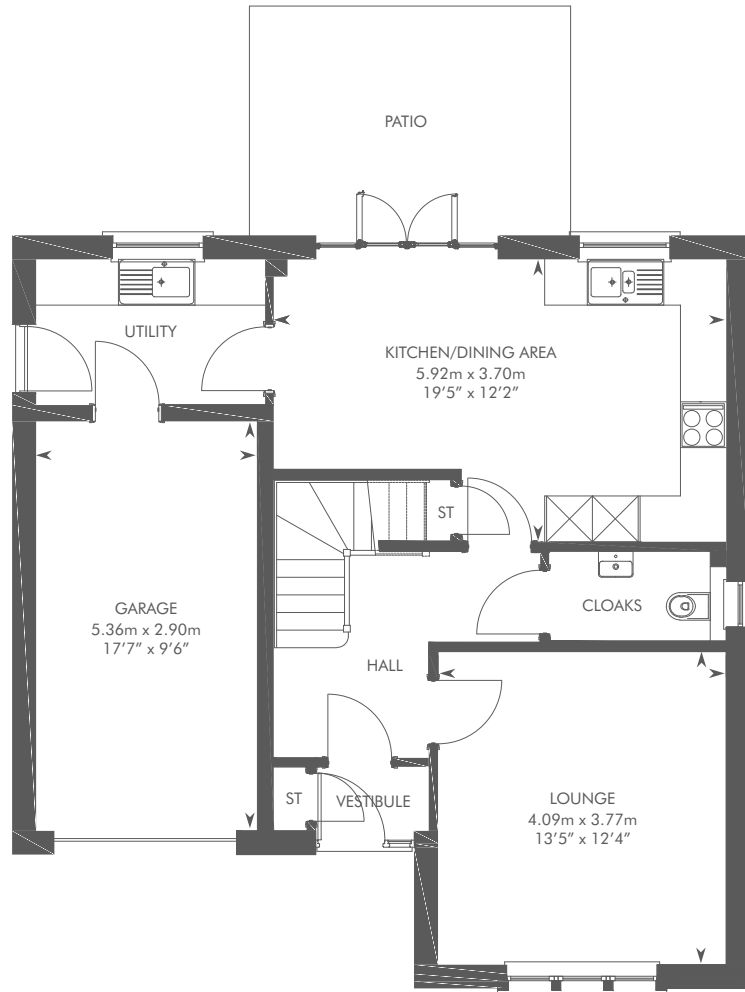 PATIO
UTILITY
KITCHEN/DINING AREA
5.92m x 3.70m
19’5” x 12’2”
ST
GARAGE
5.36m x 2.90m
17’7” x 9’6”
CLOAKS
HALL
ST
VESTIBULE
LOUNGE
4.09m x 3.77m
13’5” x 12’4”